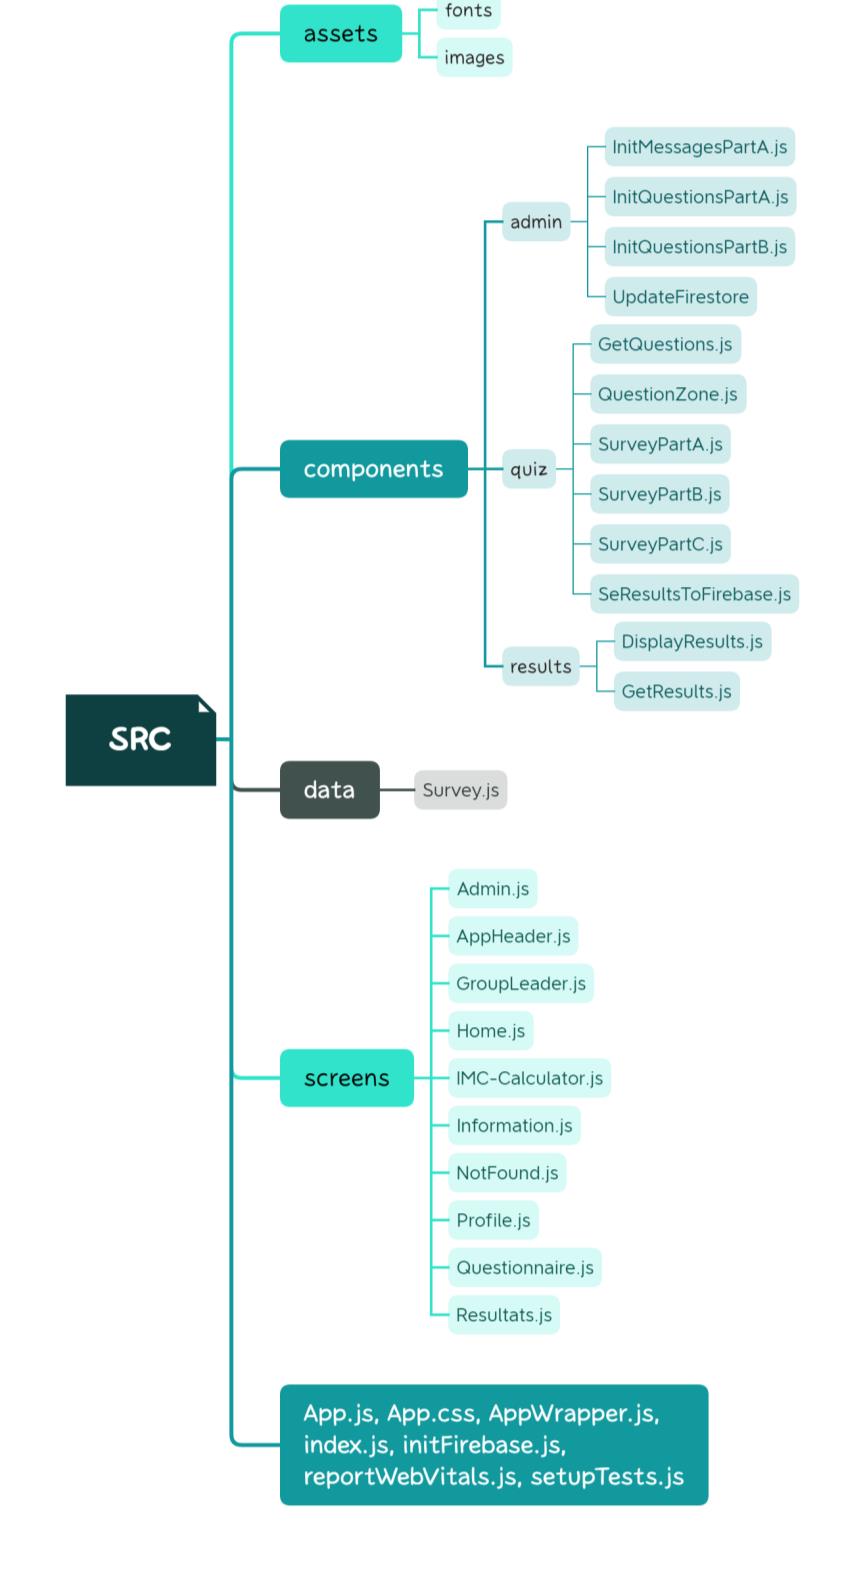 assets
fonts
images
InitMessagesPartA.js
InitQuestionsPartA.js
admin
InitQuestionsPartB.js
UpdateFirestore
GetQuestions.js
QuestionZone.js
SurveyPartA.js
components
quiz
SurveyPartB.js
SurveyPartC.js
SeResultsToFirebase.js
DisplayResults.js
results
GetResults.js
SRC
data
Survey.js
Admin.js
AppHeader.js
GroupLeader.js
Home.js
screens
IMC-Calculator.js
Information.js
NotFound.js
Profile.js
Questionnaire.js
Resultats.js
App.js, App.css, AppWrapper.js,
index.js, initFirebase.js,
reportWebVitals.js, setupTests.js